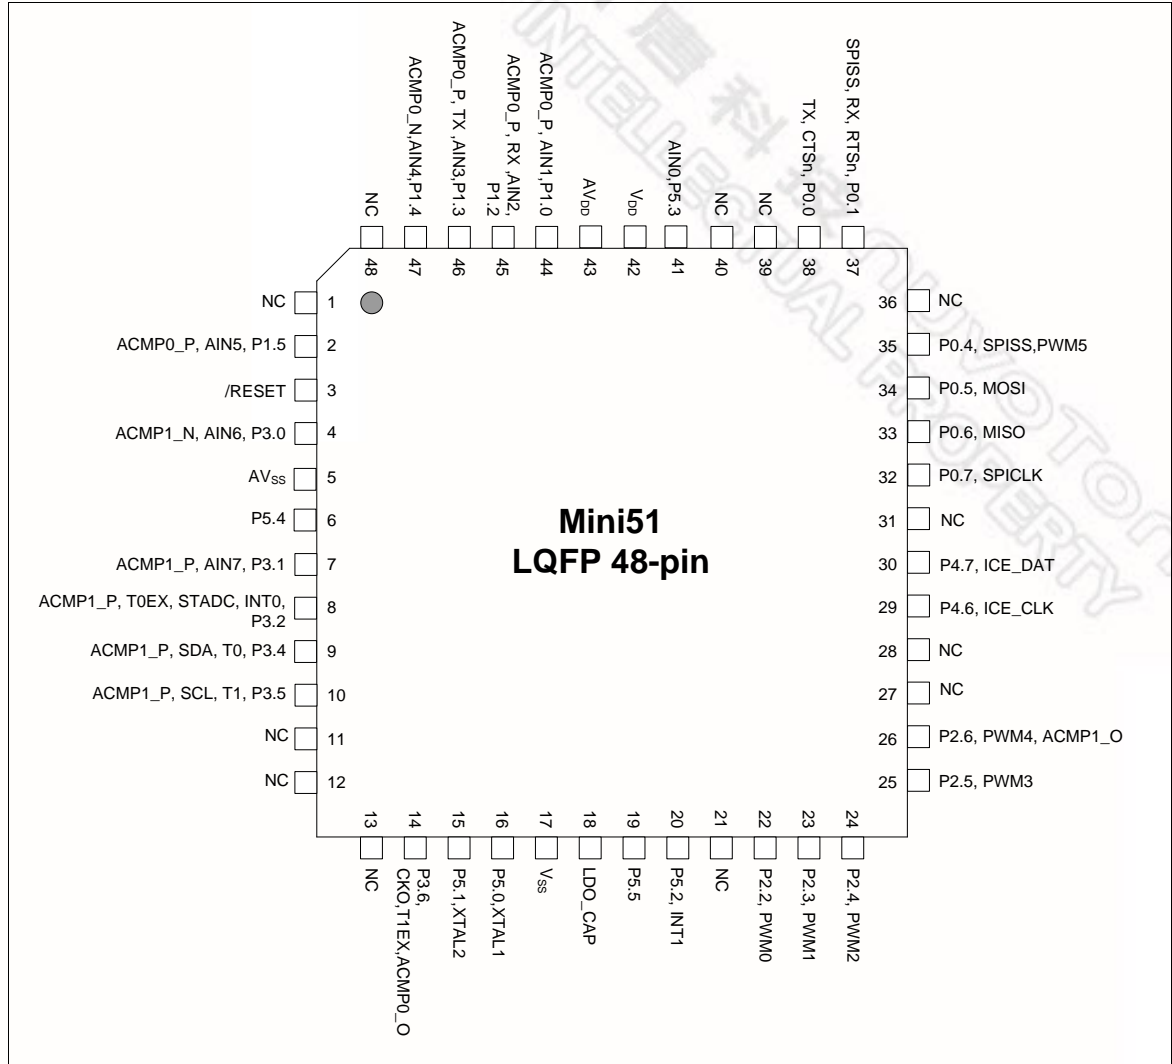 NC
ACMP0_N,AIN4,P1.4
ACMP0_P, TX ,AIN3,P1.3
ACMP0_P, RX ,AIN2,
P1.2
ACMP0_P, AIN1,P1.0
AVDD
VDD
AIN0,P5.3
NC
NC
TX, CTSn, P0.0
SPISS, RX, RTSn, P0.1
48
47
46
45
44
43
42
41
40
39
38
37
NC 1
ACMP0_P, AIN5, P1.5 2
/RESET 3
ACMP1_N, AIN6, P3.0 4
AVSS 5
P5.4 6
ACMP1_P, AIN7, P3.1 7
ACMP1_P, T0EX, STADC, INT0,
P3.2 8
ACMP1_P, SDA, T0, P3.4 9
ACMP1_P, SCL, T1, P3.5 10
NC 11
NC 12
Mini51
LQFP 48-pin
36 NC
35 P0.4, SPISS,PWM5
34 P0.5, MOSI
33 P0.6, MISO
32 P0.7, SPICLK
31 NC
30 P4.7, ICE_DAT
29 P4.6, ICE_CLK
28 NC
27 NC
26 P2.6, PWM4, ACMP1_O
25 P2.5, PWM3
13
14
15
16
17
18
19
20
21
22
23
24
NC
P3.6,
CKO,T1EX,ACMP0_O
P5.1,XTAL2
P5.0,XTAL1
VSS
LDO_CAP
P5.5
P5.2, INT1
NC
P2.2, PWM0
P2.3, PWM1
P2.4, PWM2
唐科技 nuvoTon
INTELLECTUAL PROPERTY